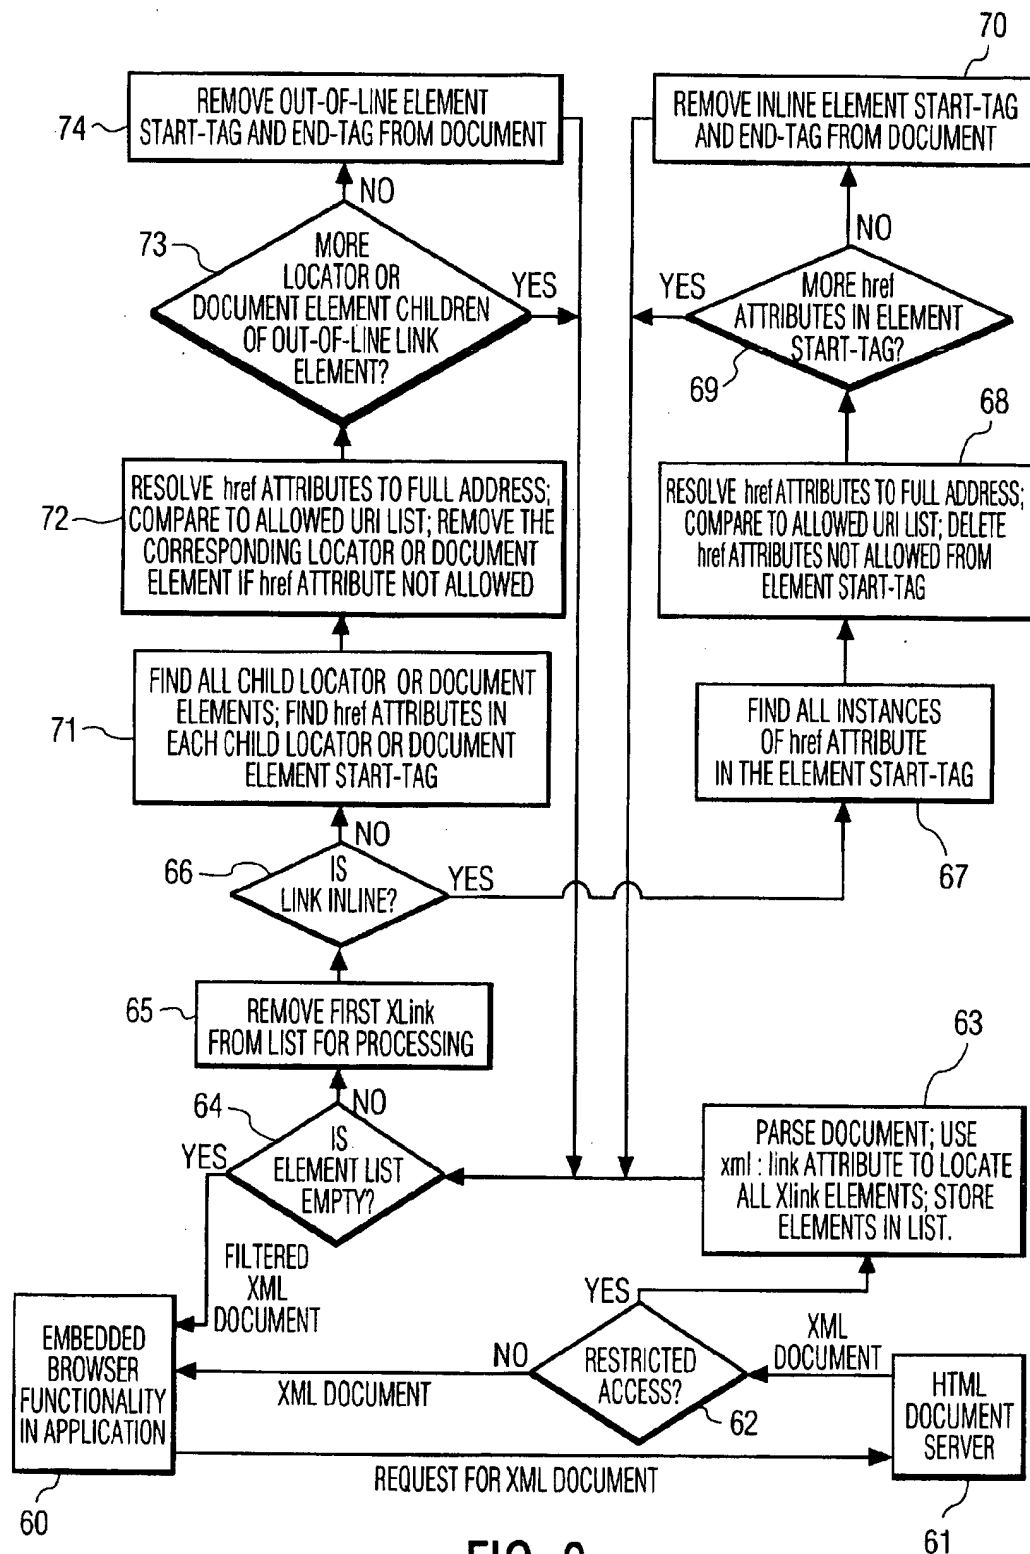 70
REMOVE OUT-OF-LINE ELEMENT
START-TAG AND END-TAG FROM DOCUMENT
74
REMOVE INLINE ELEMENT START-TAG
AND END-TAG FROM DOCUMENT
NO
NO
73
MORE
LOCATOR OR
DOCUMENT ELEMENT CHILDREN
OF OUT-OF-LINE LINK
ELEMENT?
YES
YES
MORE href
ATTRIBUTES IN ELEMENT
START-TAG?
69
68
72
RESOLVE href ATTRIBUTES TO FULL ADDRESS;
COMPARE TO ALLOWED URI LIST; REMOVE THE
CORRESPONDING LOCATOR OR DOCUMENT
ELEMENT IF href ATTRIBUTE NOT ALLOWED
RESOLVE href ATTRIBUTES TO FULL ADDRESS;
COMPARE TO ALLOWED URI LIST; DELETE
href ATTRIBUTES NOT ALLOWED FROM
ELEMENT START-TAG
71
FIND ALL CHILD LOCATOR OR DOCUMENT
ELEMENTS; FIND href ATTRIBUTES IN
EACH CHILD LOCATOR OR DOCUMENT
ELEMENT START-TAG
FIND ALL INSTANCES
OF href ATTRIBUTE
IN THE ELEMENT START-TAG
67
NO
66
IS
LINK INLINE?
YES
65
REMOVE FIRST XLink
FROM LIST FOR PROCESSING
63
NO
64
IS
ELEMENT LIST
EMPTY?
YES
PARSE DOCUMENT; USE
xml : link ATTRIBUTE TO LOCATE
ALL Xlink ELEMENTS; STORE
ELEMENTS IN LIST.
FILTERED
XML
DOCUMENT
YES
EMBEDDED
BROWSER
FUNCTIONALITY
IN APPLICATION
60
NO
XML DOCUMENT
RESTRICTED
ACCESS?
62
XML
DOCUMENT
HTML
DOCUMENT
SERVER
61
REQUEST FOR XML DOCUMENT